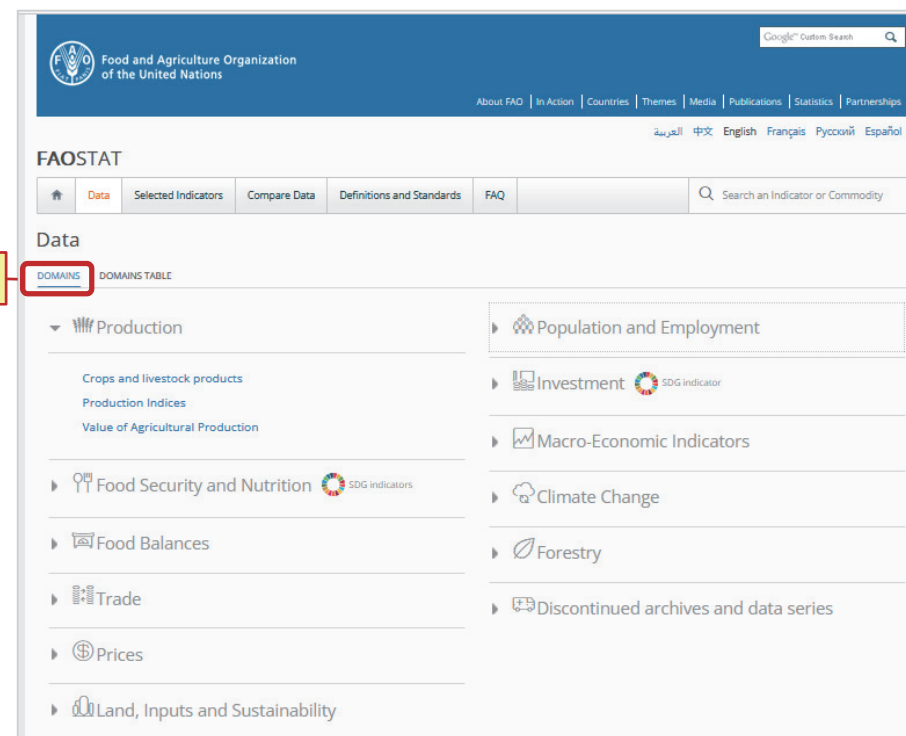 Google™ Custom Search
Food and Agriculture Organization
of the United Nations
About FAO | In Action | Countries | Themes | Media | Publications | Statistics | Partnerships
العربية 中文 English Français Русский Español
FAOSTAT
Data Selected Indicators Compare Data Definitions and Standards FAQ Search an Indicator or Commodity
Data
DOMAINS DOMAINS TABLE
Production
Crops and livestock products
Production Indices
Value of Agricultural Production
Food Security and Nutrition SDG indicators
Food Balances
Trade
Prices
Land, Inputs and Sustainability
Population and Employment
Investment SDG indicator
Macro-Economic Indicators
Climate Change
Forestry
Discontinued archives and data series